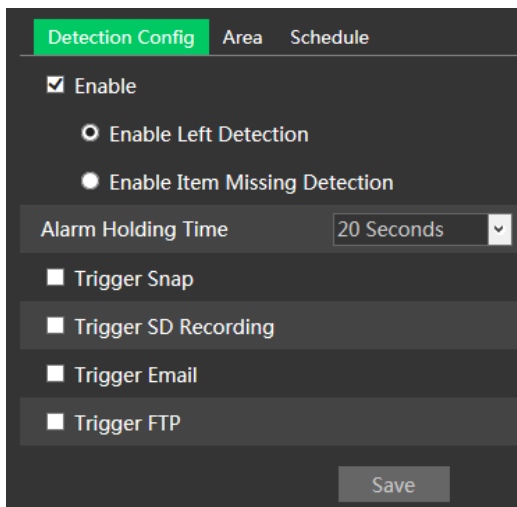 Detection Config Area Schedule
Enable
Enable Left Detection
Enable Item Missing Detection
Alarm Holding Time 20 Seconds
Trigger Snap
Trigger SD Recording
Trigger Email
Trigger FTP
Save